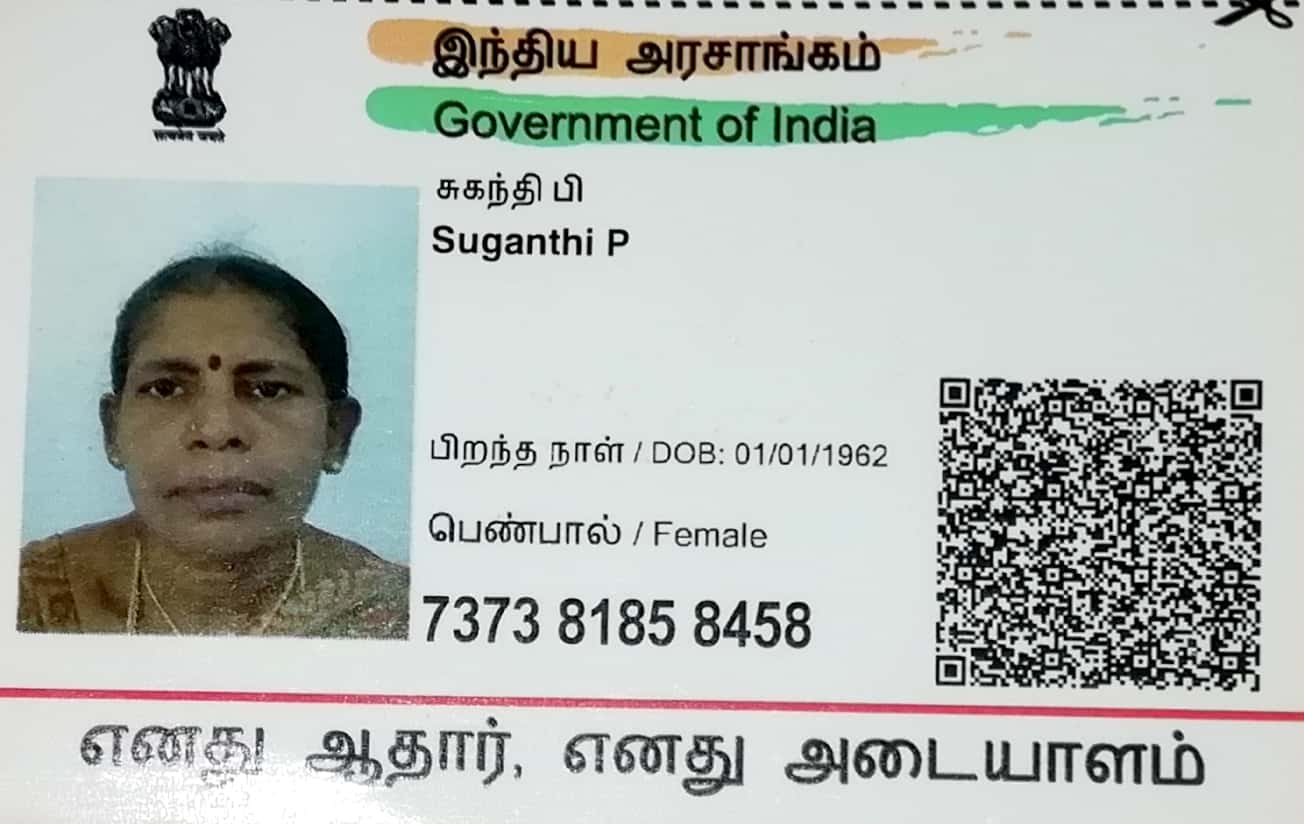 இந்திய அரசாங்கம்
Government of India
सत्यमेव जयते
சுகந்தி பி
Suganthi P
பிறந்த நாள் / DOB: 01/01/1962
பெண்பால் / Female
7373 8185 8458
எனது ஆதார், எனது அடையாளம்